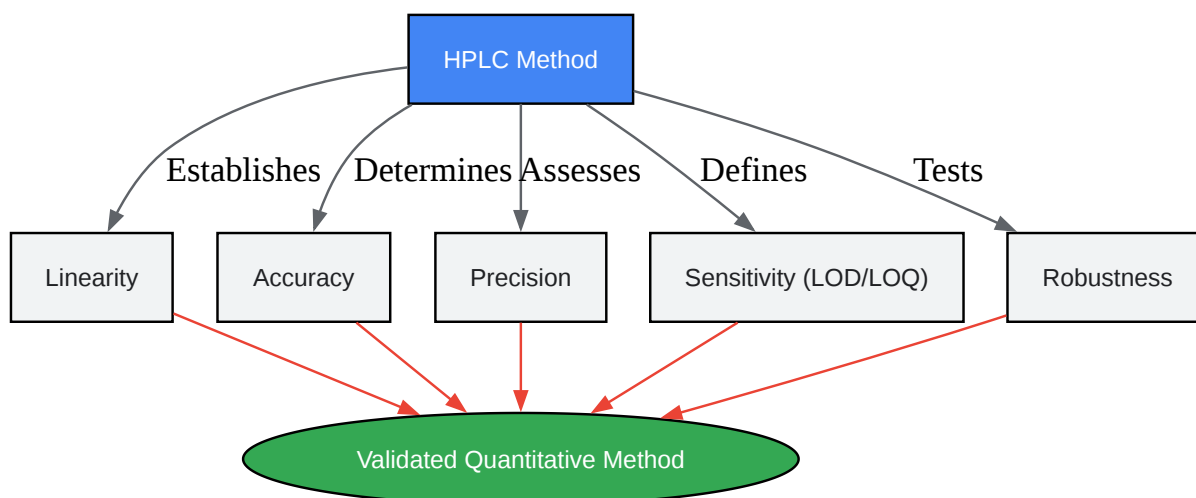 HPLC Method
Establishes
Determines
Assesses
Defines
Tests
Linearity
Accuracy
Precision
Sensitivity (LOD/LOQ)
Robustness
Validated Quantitative Method